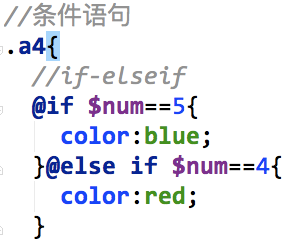 //条件语句
.a4{
//if-elseif
@if $num==5{
color:blue;
}@else if $num==4{
color:red;
}